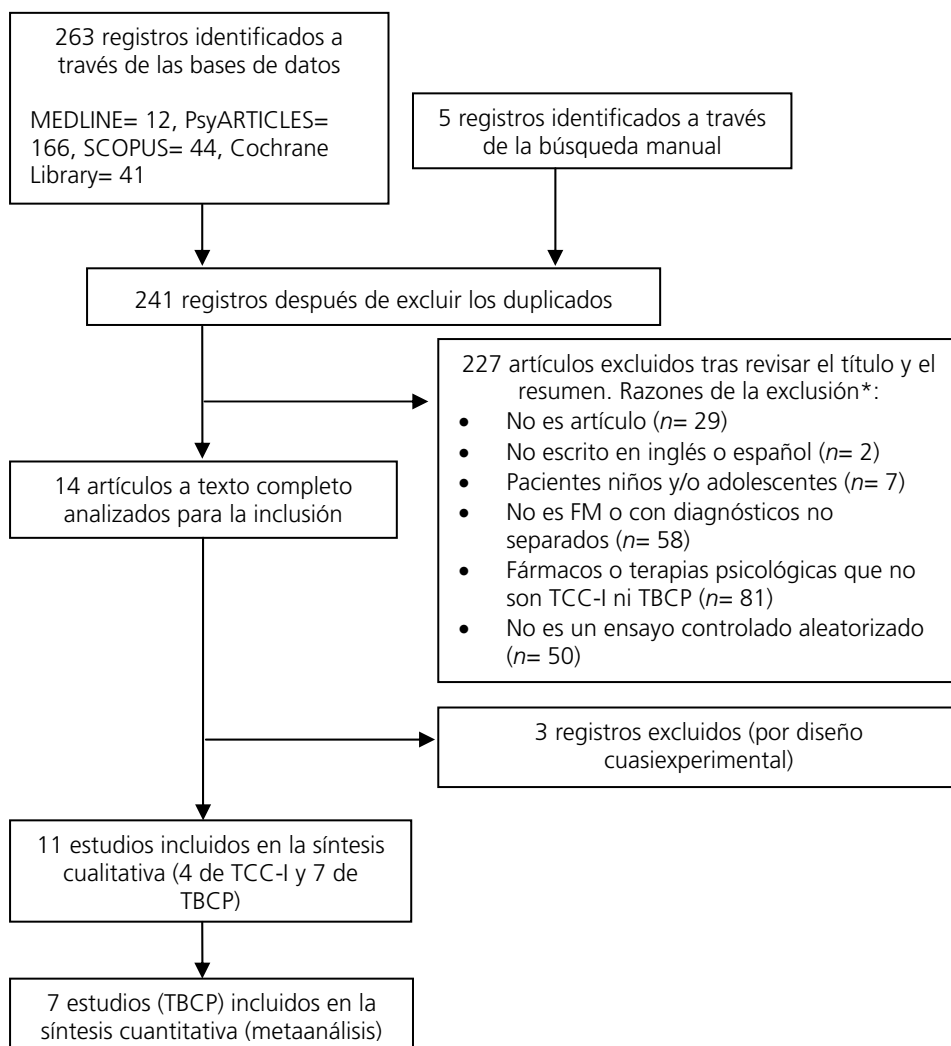 263 registros identificados a
través de las bases de datos
MEDLINE= 12, PsyARTICLES=
166, SCOPUS= 44, Cochrane
Library= 41
5 registros identificados a través
de la búsqueda manual
241 registros después de excluir los duplicados
227 artículos excluidos tras revisar el título y el
resumen. Razones de la exclusión*:
• No es artículo (n= 29)
• No escrito en inglés o español (n= 2)
• Pacientes niños y/o adolescentes (n= 7)
• No es FM o con diagnósticos no
separados (n= 58)
• Fármacos o terapias psicológicas que no
son TCC-I ni TBCP (n= 81)
• No es un ensayo controlado aleatorizado
(n= 50)
14 artículos a texto completo
analizados para la inclusión
3 registros excluidos (por diseño
cuasiexperimental)
11 estudios incluidos en la síntesis
cualitativa (4 de TCC-I y 7 de
TBCP)
7 estudios (TBCP) incluidos en la
síntesis cuantitativa (metaanálisis)